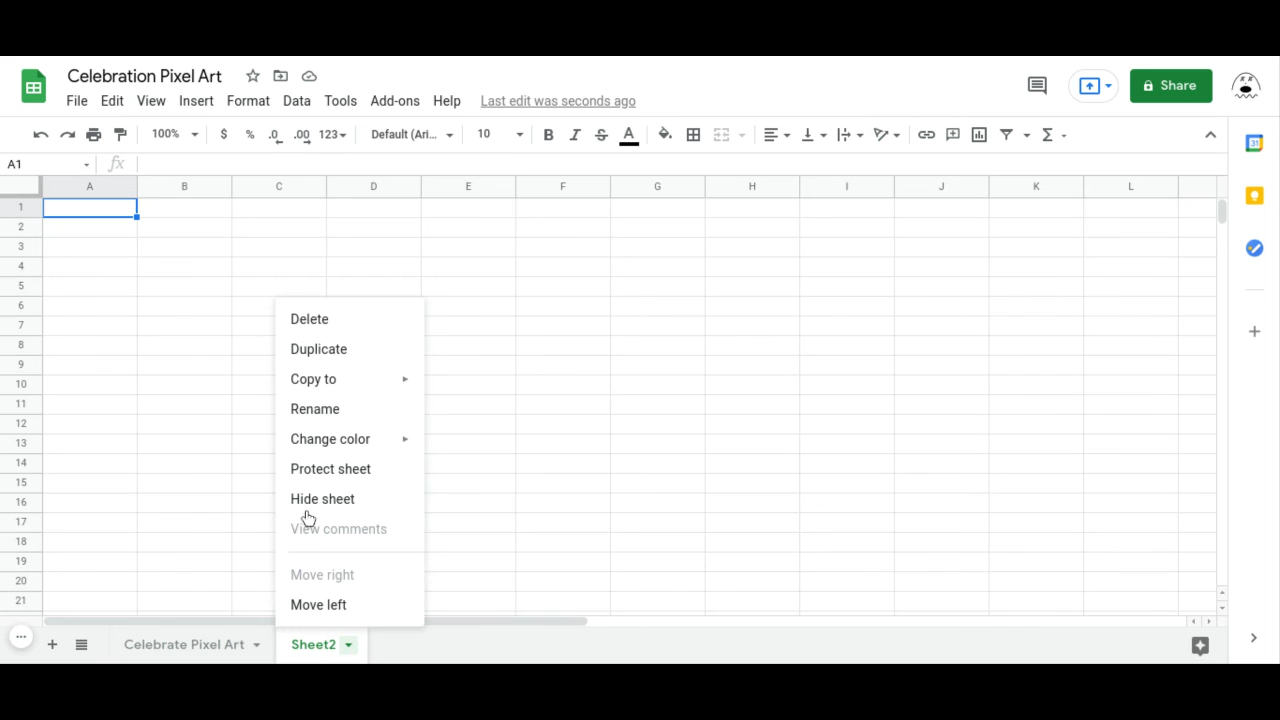 Celebration Pixel Art
File Edit View Insert Format Data Tools Add-ons Help Last edit was seconds ago
Share
100% $ % .0 .00 123 Default (Ari... 10 B I S A Σ
A1 fx
A B C D E F G H I J K L
1
2
3
4
5
6
7
8
9
10
11
12
13
14
15
16
17
18
19
20
21
Delete
Duplicate
Copy to
Rename
Change color
Protect sheet
Hide sheet
View comments
Move right
Move left
Celebrate Pixel Art Sheet2
31